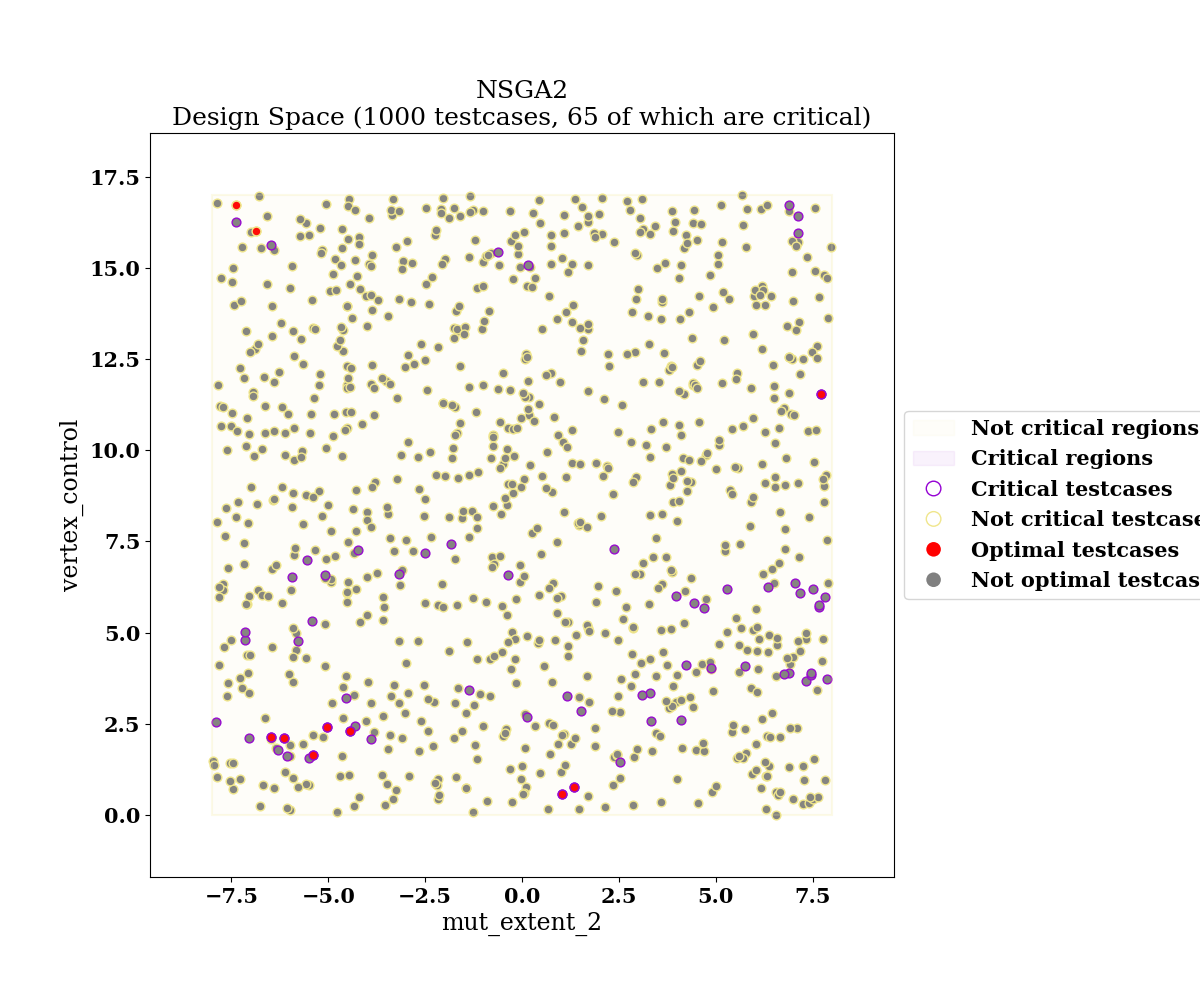 NSGA2
Design Space (1000 testcases, 65 of which are critical)
17.5
15.0
12.5
10.0
7.5
5.0
2.5
0.0
vertex_control
−7.5
−5.0
−2.5
0.0
2.5
5.0
7.5
mut_extent_2
Not critical regions
Critical regions
Critical testcases
Not critical testcase
Optimal testcases
Not optimal testcas